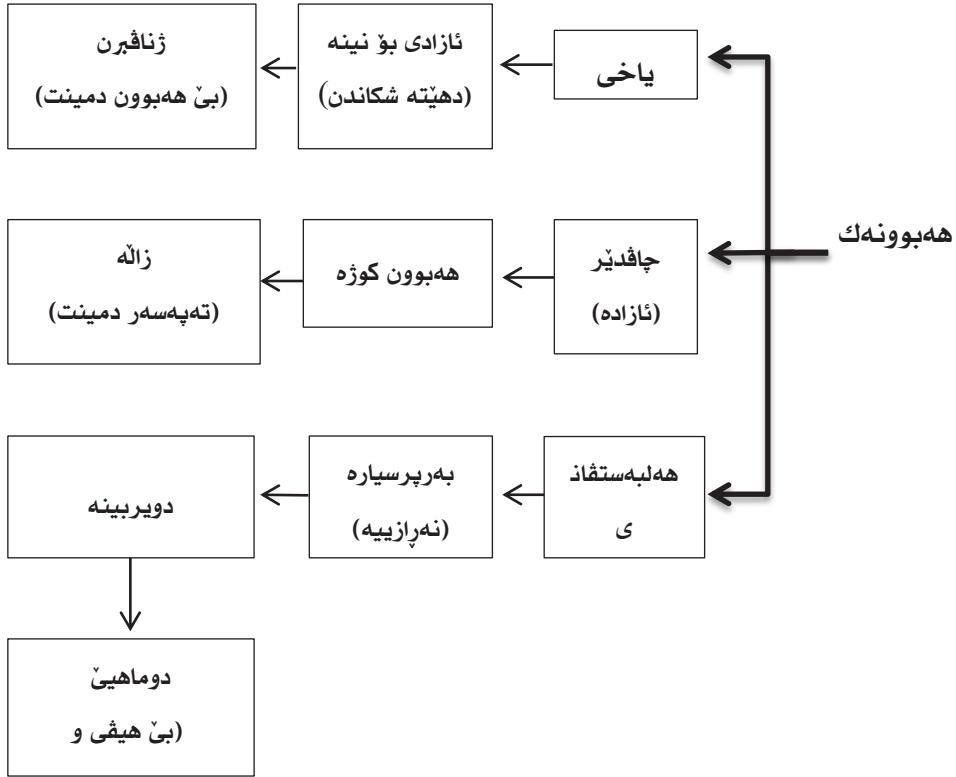 هەبوونەك
یاخی
ئازادی بۆ نینە
(دهێتە شکاندن)
ژناڤبرن
(بێ هەبوون دمینت)
چاڤدێر
(ئازادە)
هەبوون کوژە
زاڵە
(تەپەسەر دمینت)
هەلبەستڤانـ
ی
بەرپرسیارە
(نەڕازییە)
دویربینە
دوماهیێ
(بێ هیڤی و